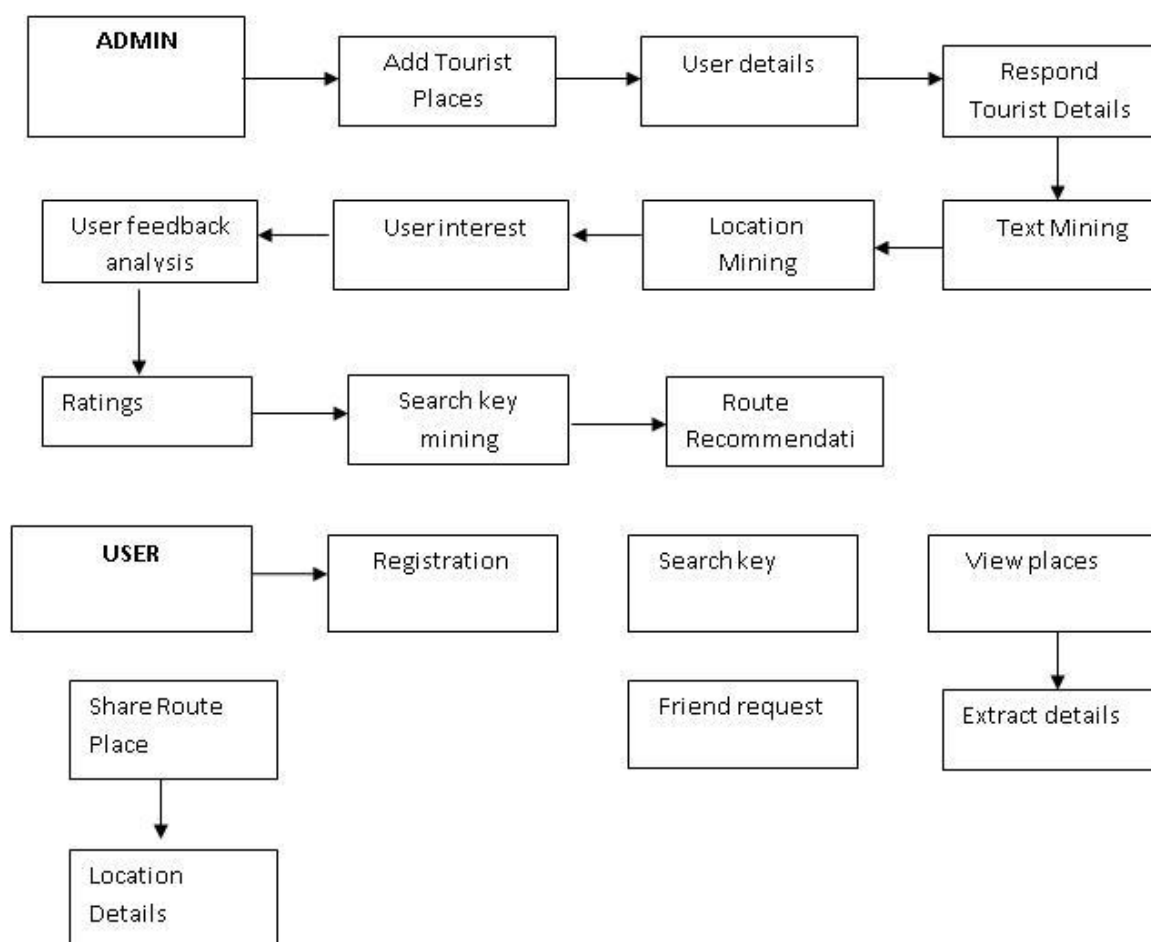 ADMIN
Add Tourist
Places
User details
Respond
Tourist Details
User feedback
analysis
User interest
Location
Mining
Text Mining
Ratings
Search key
mining
Route
Recommendati
USER
Registration
Search key
View places
Share Route
Place
Friend request
Extract details
Location
Details